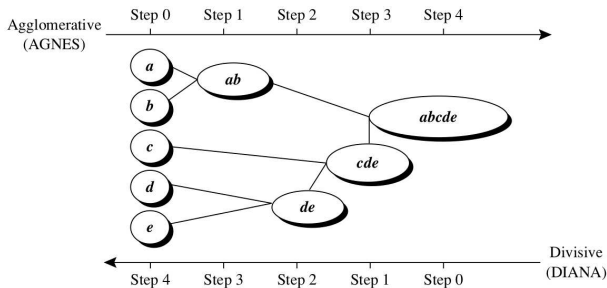 Step 0 Step 1 Step 2 Step 3 Step 4
Agglomerative
(AGNES)
a
ab
b
abcde
c
cde
d
de
e
Divisive
(DIANA)
Step 4 Step 3 Step 2 Step 1 Step 0